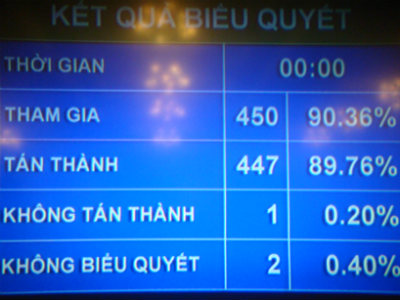 KẾT QUẢ BIỂU QUYẾT
THỜI GIAN 00:00
THAM GIA 450 90.36%
TÁN THÀNH 447 89.76%
KHÔNG TÁN THÀNH 1 0.20%
KHÔNG BIỂU QUYẾT 2 0.40%